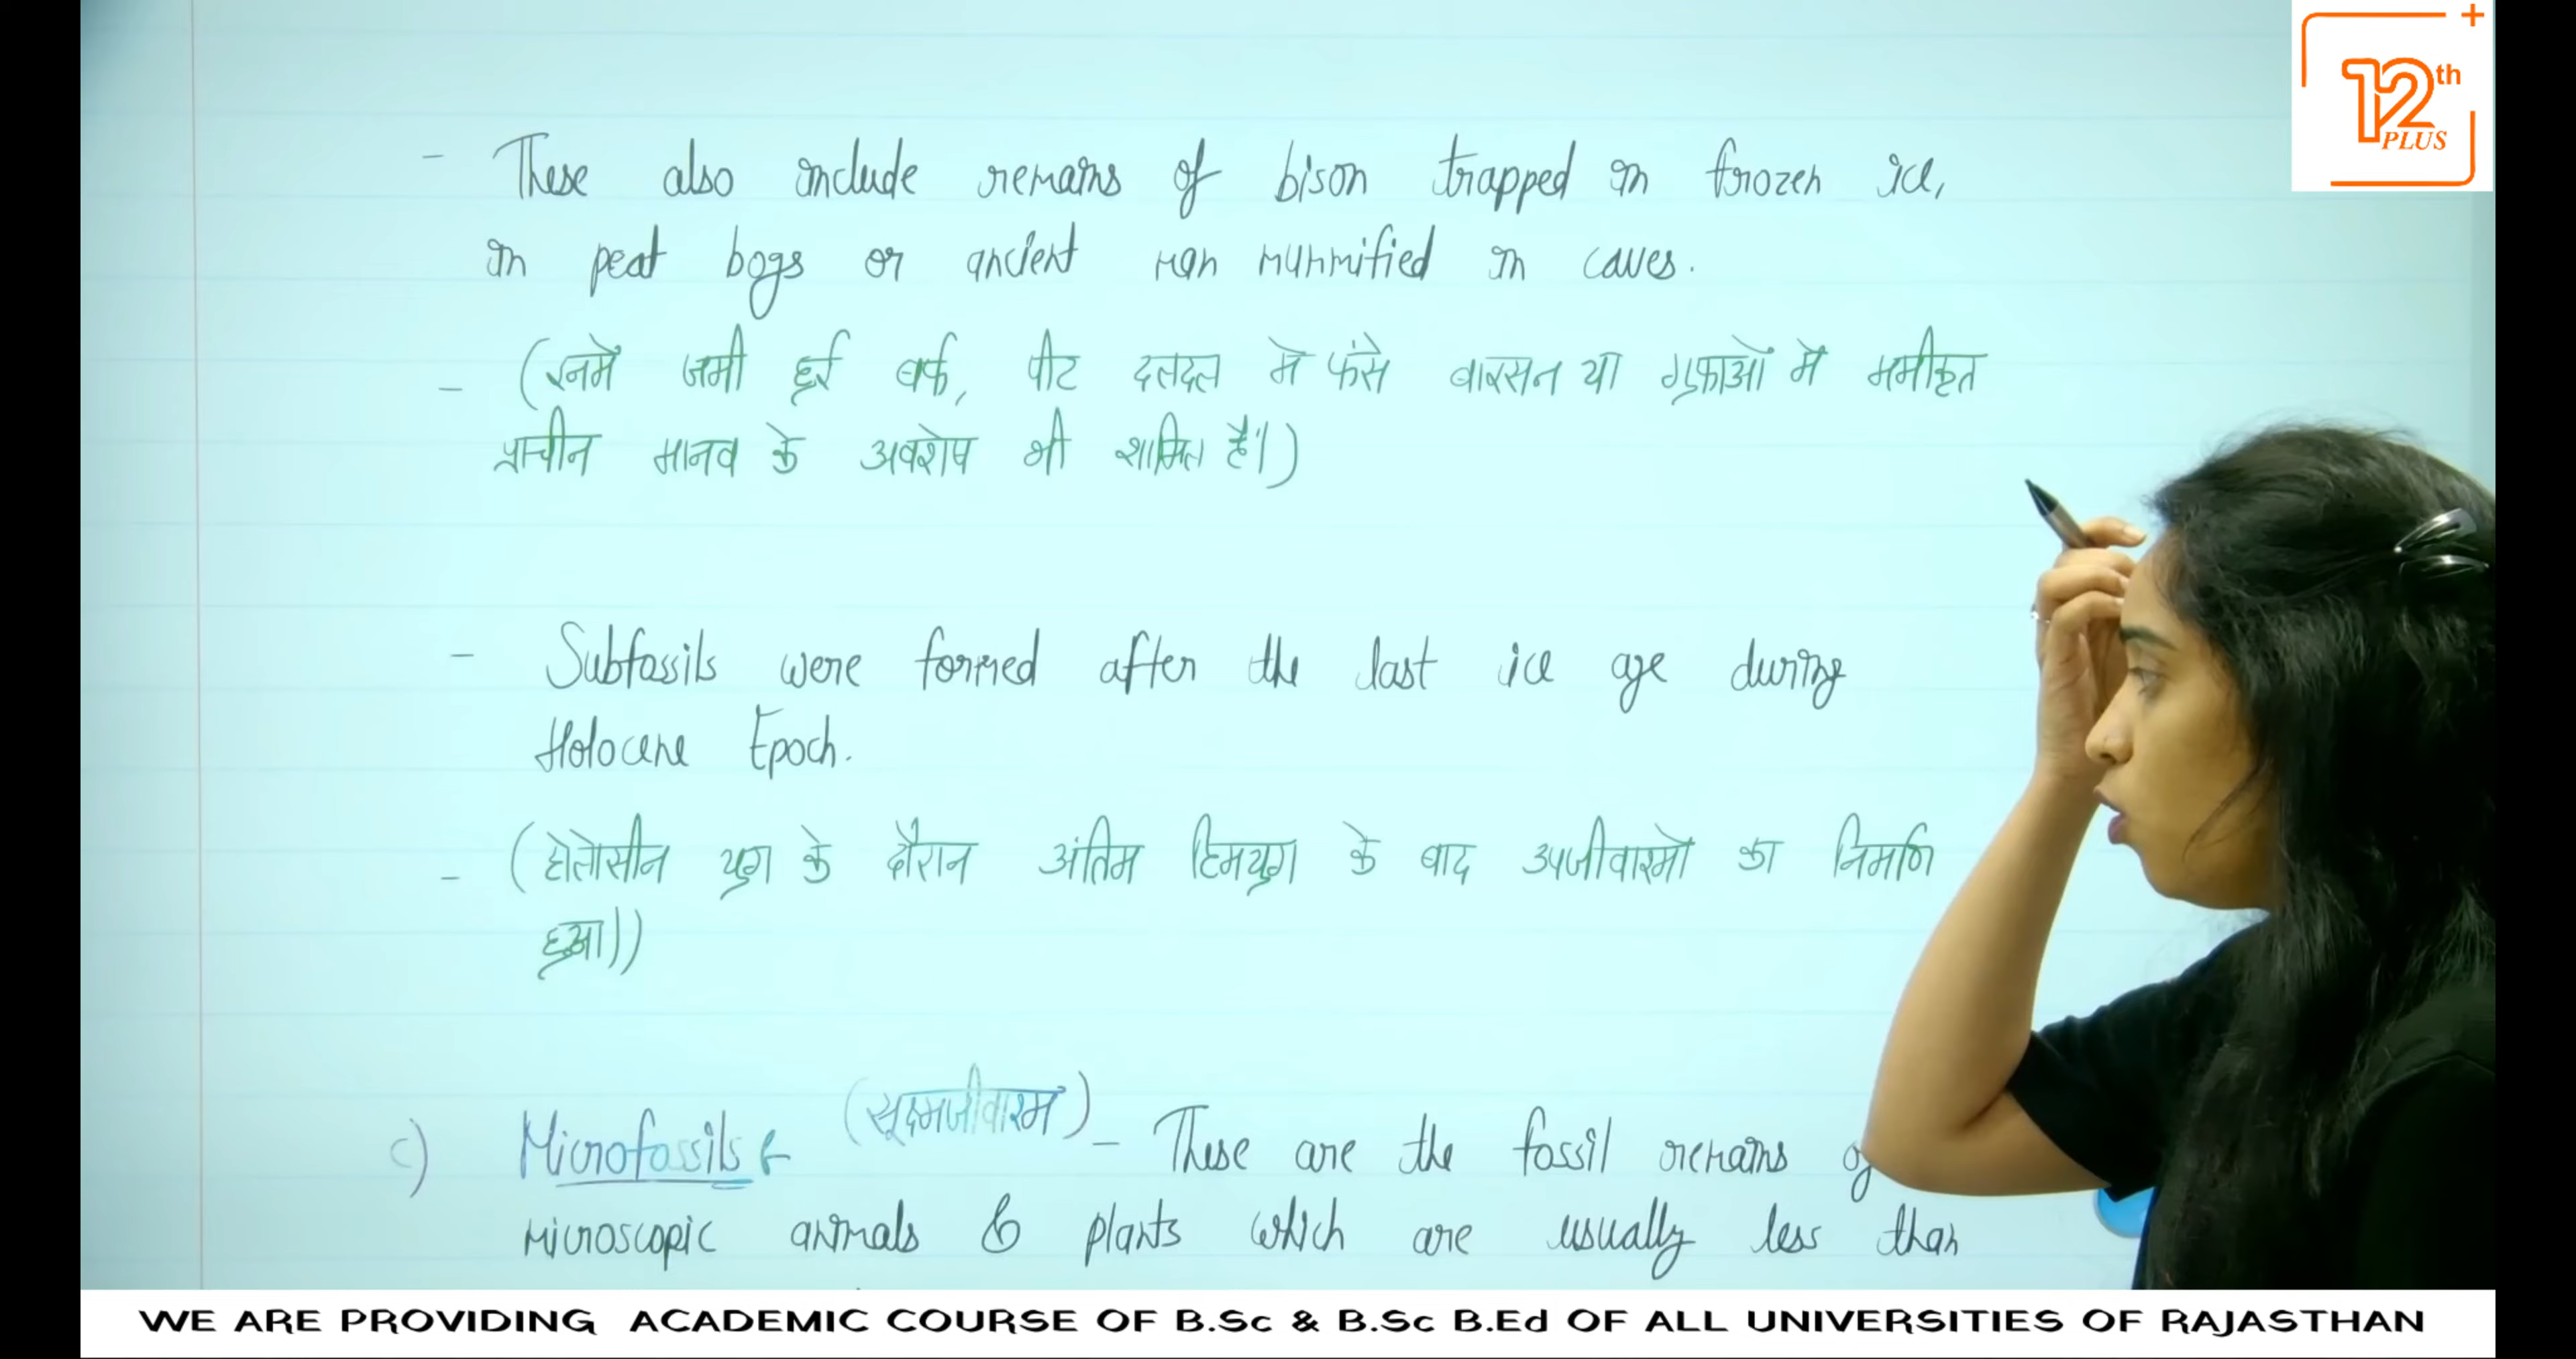 12th
PLUS
- These also include remains of bison trapped in frozen ice,
in peat bogs or ancient man mummified in caves.
- (इनमें जमी हुई बर्फ, पीट दलदल में फंसे बाइसन या गुफाओं में ममीकृत
प्राचीन मानव के अवशेष भी शामिल हैं।)
- Subfossils were formed after the last ice age during
Holocene Epoch.
- (होलोसीन युग के दौरान अंतिम हिमयुग के बाद उपजीवाश्मों का निर्माण
हुआ।)
c) Microfossils (सूक्ष्मजीवाश्म) - These are the fossil remains of
microscopic animals & plants which are usually less than
WE ARE PROVIDING ACADEMIC COURSE OF B.Sc & B.Sc B.Ed OF ALL UNIVERSITIES OF RAJASTHAN